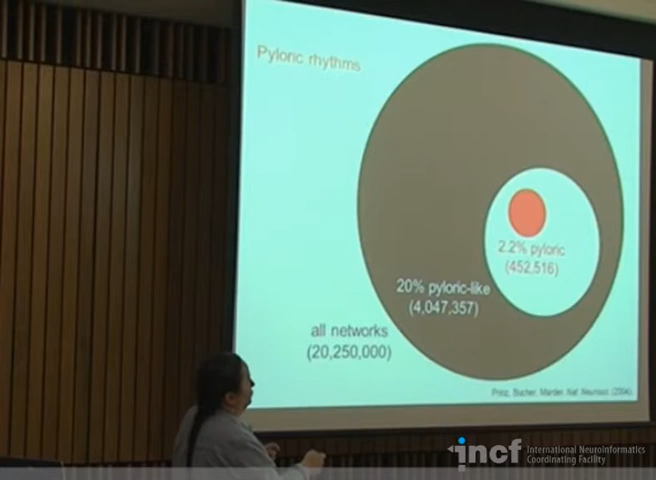 Pyloric rhythms
2.2% pyloric
(452,516)
20% pyloric-like
(4,047,357)
all networks
(20,250,000)
Prinz, Bucher, Marder, Nat. Neurosci. (2004).
incf International Neuroinformatics
Coordinating Facility